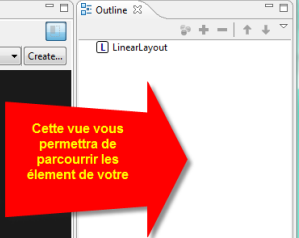 Outline
Create...
L LinearLayout
Cette vue vous
permettra de
parcourrir les
élement de votre